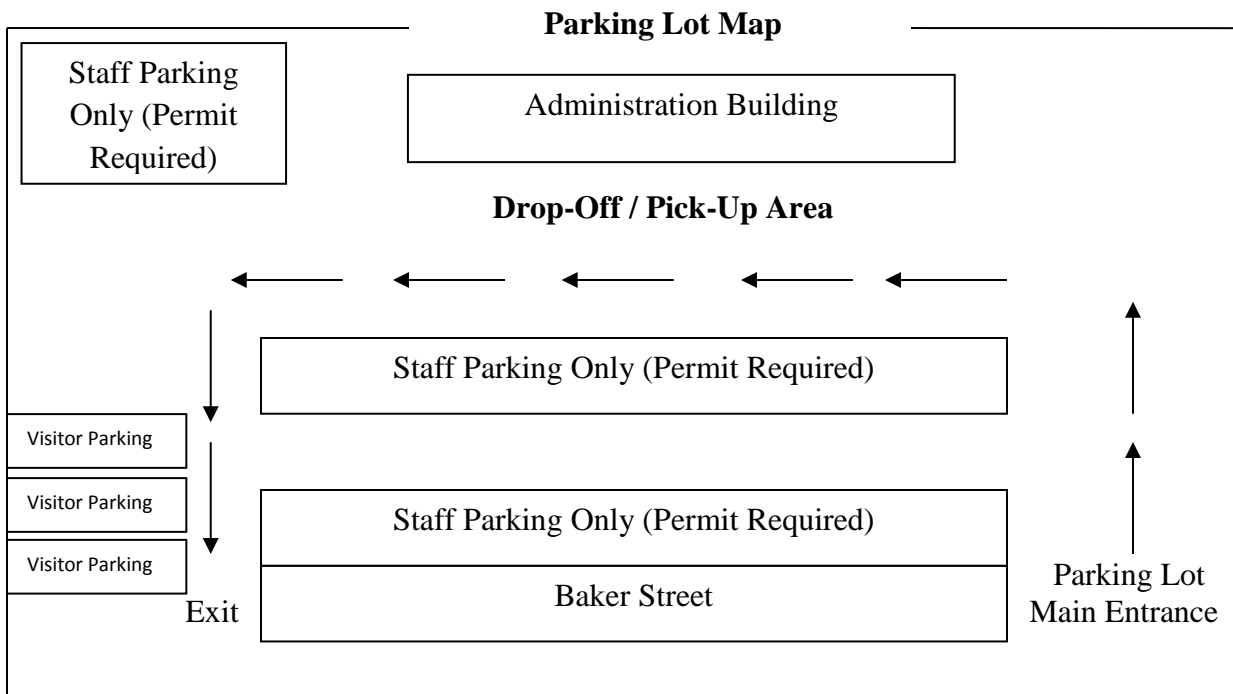 Parking Lot Map
Staff Parking
Only (Permit
Required)
Administration Building
Drop-Off / Pick-Up Area
Staff Parking Only (Permit Required)
Visitor Parking
Visitor Parking
Staff Parking Only (Permit Required)
Visitor Parking
Exit
Baker Street
Parking Lot
Main Entrance